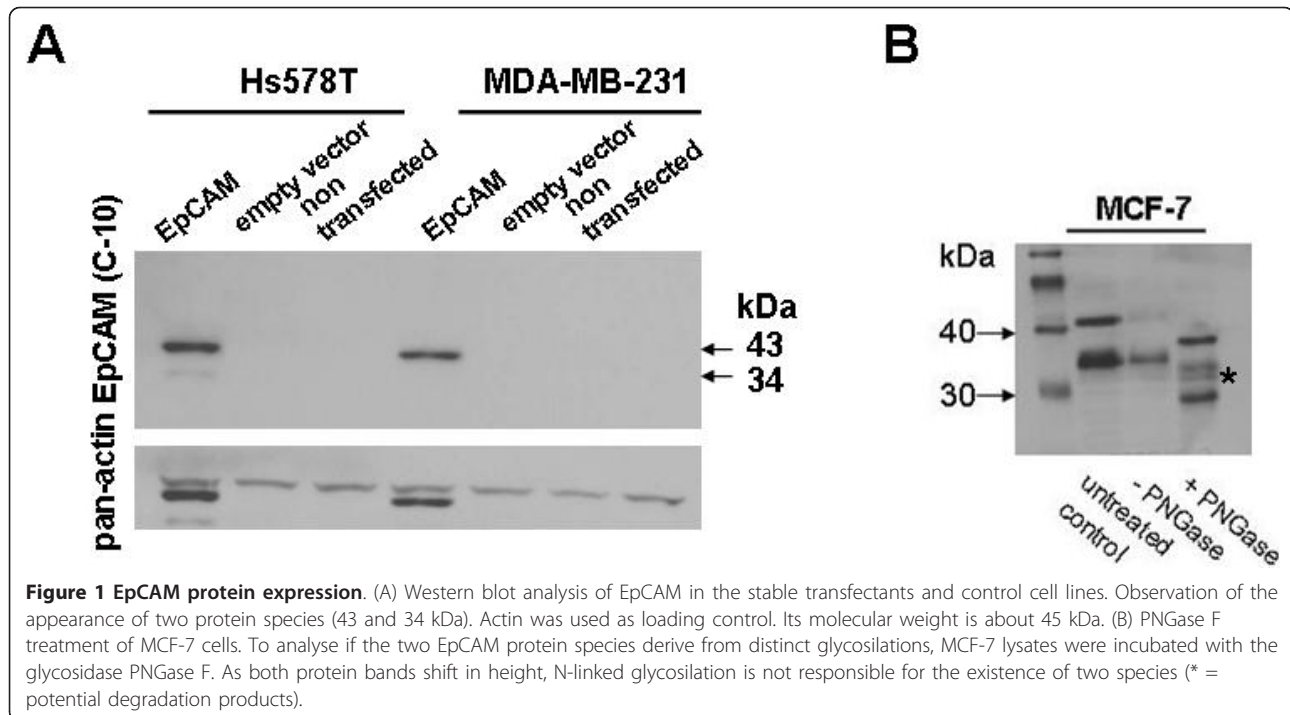 A
Hs578T
MDA-MB-231
EpCAM
empty vector
non
transfected
EpCAM
empty vector
non
transfected
pan-actin EpCAM (C-10)
kDa
← 43
← 34
B
MCF-7
kDa
40→
30→
*
untreated
control
- PNGase
+ PNGase
Figure 1 EpCAM protein expression. (A) Western blot analysis of EpCAM in the stable transfectants and control cell lines. Observation of the
appearance of two protein species (43 and 34 kDa). Actin was used as loading control. Its molecular weight is about 45 kDa. (B) PNGase F
treatment of MCF-7 cells. To analyse if the two EpCAM protein species derive from distinct glycosilations, MCF-7 lysates were incubated with the
glycosidase PNGase F. As both protein bands shift in height, N-linked glycosilation is not responsible for the existence of two species (* =
potential degradation products).